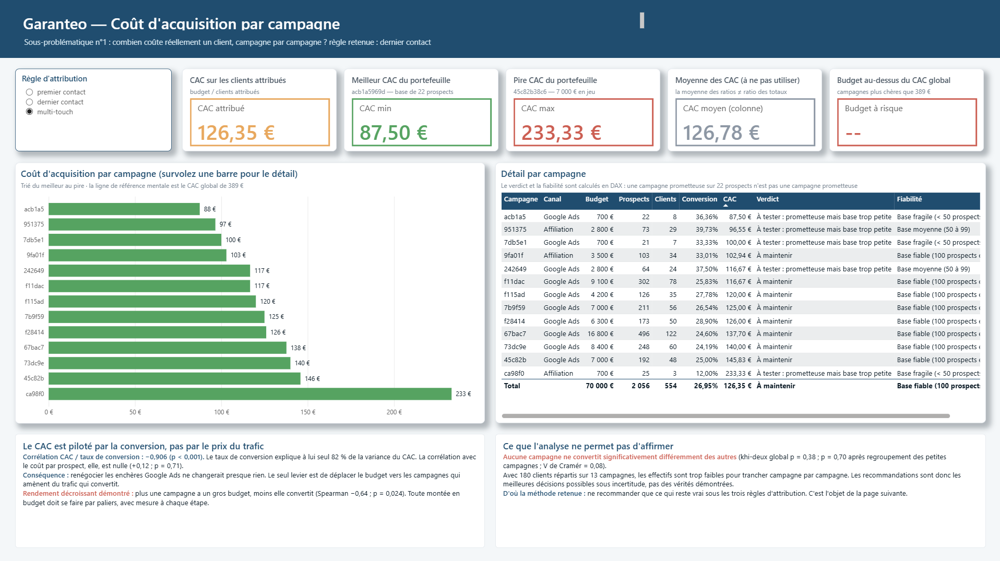 Garanteo — Coût d'acquisition par campagne
Sous-problématique n°1 : combien coûte réellement un client, campagne par campagne ? règle retenue : dernier contact
Règle d'attribution
premier contact
dernier contact
multi-touch
CAC sur les clients attribués
budget / clients attribués
CAC attribué
126,35 €
Meilleur CAC du portefeuille
acb1a5969d — base de 22 prospects
CAC min
87,50 €
Pire CAC du portefeuille
45c82b38c6 — 7 000 € en jeu
CAC max
233,33 €
Moyenne des CAC (à ne pas utiliser)
la moyenne des ratios ≠ ratio des totaux
CAC moyen (colonne)
126,78 €
Budget au-dessus du CAC global
campagnes plus chères que 389 €
Budget à risque
--
Coût d'acquisition par campagne (survolez une barre pour le détail)
Trié du meilleur au pire · la ligne de référence mentale est le CAC global de 389 €
acb1a5 88 €
951375 97 €
7db5e1 100 €
9fa01f 103 €
242649 117 €
f11dac 117 €
f115ad 120 €
7b9f59 125 €
f28414 126 €
67bac7 138 €
73dc9e 140 €
45c82b 146 €
ca98f0 233 €
0 € 50 € 100 € 150 € 200 €
Détail par campagne
Le verdict et la fiabilité sont calculés en DAX : une campagne prometteuse sur 22 prospects n'est pas une campagne prometteuse
Campagne Canal Budget Prospects Clients Conversion CAC Verdict Fiabilité
acb1a5 Google Ads 700 € 22 8 36,36% 87,50 € À tester : prometteuse mais base trop petite Base fragile (< 50 prospects
951375 Affiliation 2 800 € 73 29 39,73% 96,55 € À tester : prometteuse mais base trop petite Base moyenne (50 à 99)
7db5e1 Google Ads 700 € 21 7 33,33% 100,00 € À tester : prometteuse mais base trop petite Base fragile (< 50 prospects
9fa01f Affiliation 3 500 € 103 34 33,01% 102,94 € À maintenir Base fiable (100 prospects e
242649 Google Ads 2 800 € 64 24 37,50% 116,67 € À tester : prometteuse mais base trop petite Base moyenne (50 à 99)
f11dac Google Ads 9 100 € 302 78 25,83% 116,67 € À maintenir Base fiable (100 prospects e
f115ad Google Ads 4 200 € 126 35 27,78% 120,00 € À maintenir Base fiable (100 prospects e
7b9f59 Google Ads 7 000 € 211 56 26,54% 125,00 € À maintenir Base fiable (100 prospects e
f28414 Google Ads 6 300 € 173 50 28,90% 126,00 € À maintenir Base fiable (100 prospects e
67bac7 Google Ads 16 800 € 496 122 24,60% 137,70 € À maintenir Base fiable (100 prospects e
73dc9e Google Ads 8 400 € 248 60 24,19% 140,00 € À maintenir Base fiable (100 prospects e
45c82b Google Ads 7 000 € 192 48 25,00% 145,83 € À maintenir Base fiable (100 prospects e
ca98f0 Affiliation 700 € 25 3 12,00% 233,33 € À tester : prometteuse mais base trop petite Base fragile (< 50 prospects
Total 70 000 € 2 056 554 26,95% 126,35 € À maintenir Base fiable (100 prospects
Le CAC est piloté par la conversion, pas par le prix du trafic
Corrélation CAC / taux de conversion : −0,906 (p < 0,001). Le taux de conversion explique à lui seul 82 % de la variance du CAC. La corrélation avec
le coût par prospect, elle, est nulle (+0,12 ; p = 0,71).
Conséquence : renégocier les enchères Google Ads ne changerait presque rien. Le seul levier est de déplacer le budget vers les campagnes qui
amènent du trafic qui convertit.
Rendement décroissant démontré : plus une campagne a un gros budget, moins elle convertit (Spearman −0,64 ; p = 0,024). Toute montée en
budget doit se faire par paliers, avec mesure à chaque étape.
Ce que l'analyse ne permet pas d'affirmer
Aucune campagne ne convertit significativement différemment des autres (khi-deux global p = 0,38 ; p = 0,70 après regroupement des petites
campagnes ; V de Cramér = 0,08).
Avec 180 clients répartis sur 13 campagnes, les effectifs sont trop faibles pour trancher campagne par campagne. Les recommandations sont donc les
meilleures décisions possibles sous incertitude, pas des vérités démontrées.
D'où la méthode retenue : ne recommander que ce qui reste vrai sous les trois règles d'attribution. C'est l'objet de la page suivante.